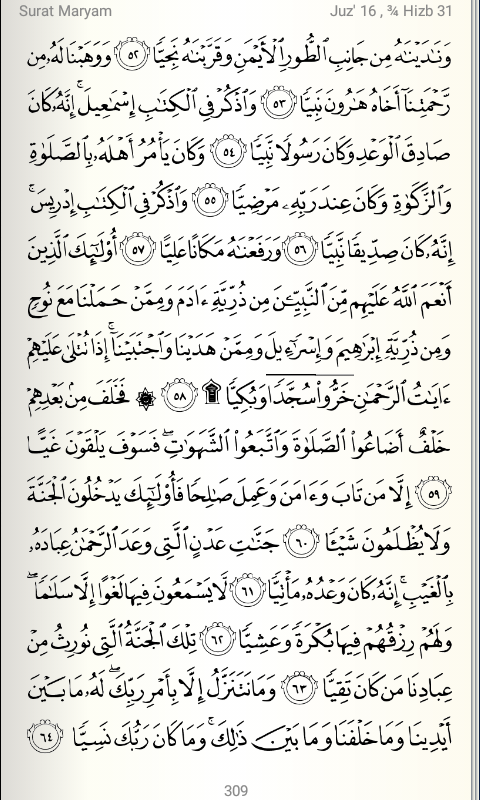 Surat Maryam
Juz' 16 , ¾ Hizb 31
وَنَٰدَيۡنَٰهُ مِن جَانِبِ ٱلطُّورِ ٱلۡأَيۡمَنِ وَقَرَّبۡنَٰهُ نَجِيّٗا ٥٢ وَوَهَبۡنَا لَهُۥ مِن
رَّحۡمَتِنَآ أَخَاهُ هَٰرُونَ نَبِيّٗا ٥٣ وَٱذۡكُرۡ فِي ٱلۡكِتَٰبِ إِسۡمَٰعِيلَۚ إِنَّهُۥ كَانَ
صَادِقَ ٱلۡوَعۡدِ وَكَانَ رَسُولٗا نَّبِيّٗا ٥٤ وَكَانَ يَأۡمُرُ أَهۡلَهُۥ بِٱلصَّلَوٰةِ
وَٱلزَّكَوٰةِ وَكَانَ عِندَ رَبِّهِۦ مَرۡضِيّٗا ٥٥ وَٱذۡكُرۡ فِي ٱلۡكِتَٰبِ إِدۡرِيسَۚ
إِنَّهُۥ كَانَ صِدِّيقٗا نَّبِيّٗا ٥٦ وَرَفَعۡنَٰهُ مَكَانًا عَلِيًّا ٥٧ أُوْلَٰٓئِكَ ٱلَّذِينَ
أَنۡعَمَ ٱللَّهُ عَلَيۡهِم مِّنَ ٱلنَّبِيِّـۧنَ مِن ذُرِّيَّةِ ءَادَمَ وَمِمَّنۡ حَمَلۡنَا مَعَ نُوحٖ
وَمِن ذُرِّيَّةِ إِبۡرَٰهِيمَ وَإِسۡرَٰٓءِيلَ وَمِمَّنۡ هَدَيۡنَا وَٱجۡتَبَيۡنَآۚ إِذَا تُتۡلَىٰ عَلَيۡهِمۡ
ءَايَٰتُ ٱلرَّحۡمَٰنِ خَرُّواْۤ سُجَّدٗاۤ وَبُكِيّٗا۩ ٥٨ ۞ فَخَلَفَ مِنۢ بَعۡدِهِمۡ
خَلۡفٌ أَضَاعُواْ ٱلصَّلَوٰةَ وَٱتَّبَعُواْ ٱلشَّهَوَٰتِۖ فَسَوۡفَ يَلۡقَوۡنَ غَيًّا
٥٩ إِلَّا مَن تَابَ وَءَامَنَ وَعَمِلَ صَٰلِحٗا فَأُوْلَٰٓئِكَ يَدۡخُلُونَ ٱلۡجَنَّةَ
وَلَا يُظۡلَمُونَ شَيۡـٔٗا ٦٠ جَنَّٰتِ عَدۡنٍ ٱلَّتِي وَعَدَ ٱلرَّحۡمَٰنُ عِبَادَهُۥ
بِٱلۡغَيۡبِۚ إِنَّهُۥ كَانَ وَعۡدُهُۥ مَأۡتِيّٗا ٦١ لَّا يَسۡمَعُونَ فِيهَا لَغۡوًا إِلَّا سَلَٰمٗاۖ
وَلَهُمۡ رِزۡقُهُمۡ فِيهَا بُكۡرَةٗ وَعَشِيّٗا ٦٢ تِلۡكَ ٱلۡجَنَّةُ ٱلَّتِي نُورِثُ مِنۡ
عِبَادِنَا مَن كَانَ تَقِيّٗا ٦٣ وَمَا نَتَنَزَّلُ إِلَّا بِأَمۡرِ رَبِّكَۖ لَهُۥ مَا بَيۡنَ
أَيۡدِينَا وَمَا خَلۡفَنَا وَمَا بَيۡنَ ذَٰلِكَۚ وَمَا كَانَ رَبُّكَ نَسِيّٗا ٦٤
309